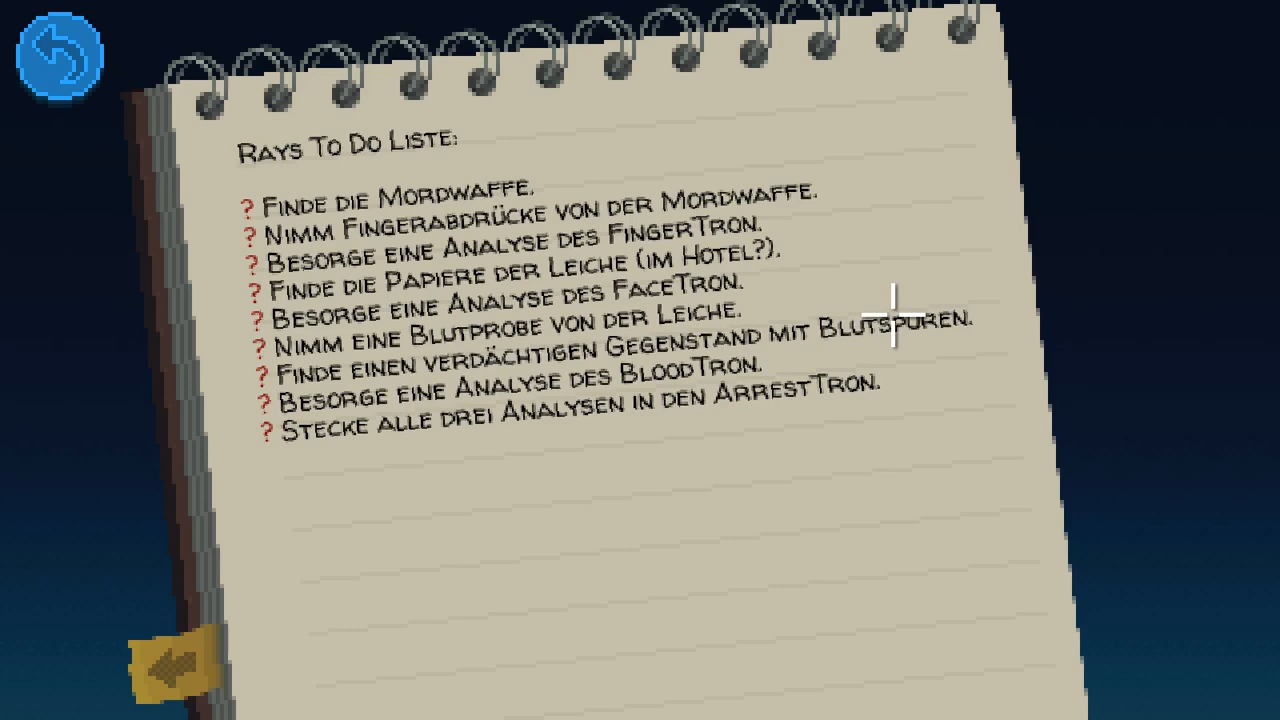 Rays To Do Liste:
? Finde die Mordwaffe.
? Nimm Fingerabdrücke von der Mordwaffe.
? Besorge eine Analyse des FingerTron.
? Finde die Papiere der Leiche (im Hotel?).
? Besorge eine Analyse des FaceTron.
? Nimm eine Blutprobe von der Leiche.
? Finde einen verdächtigen Gegenstand mit Blutspuren.
? Besorge eine Analyse des BloodTron.
? Stecke alle drei Analysen in den ArrestTron.